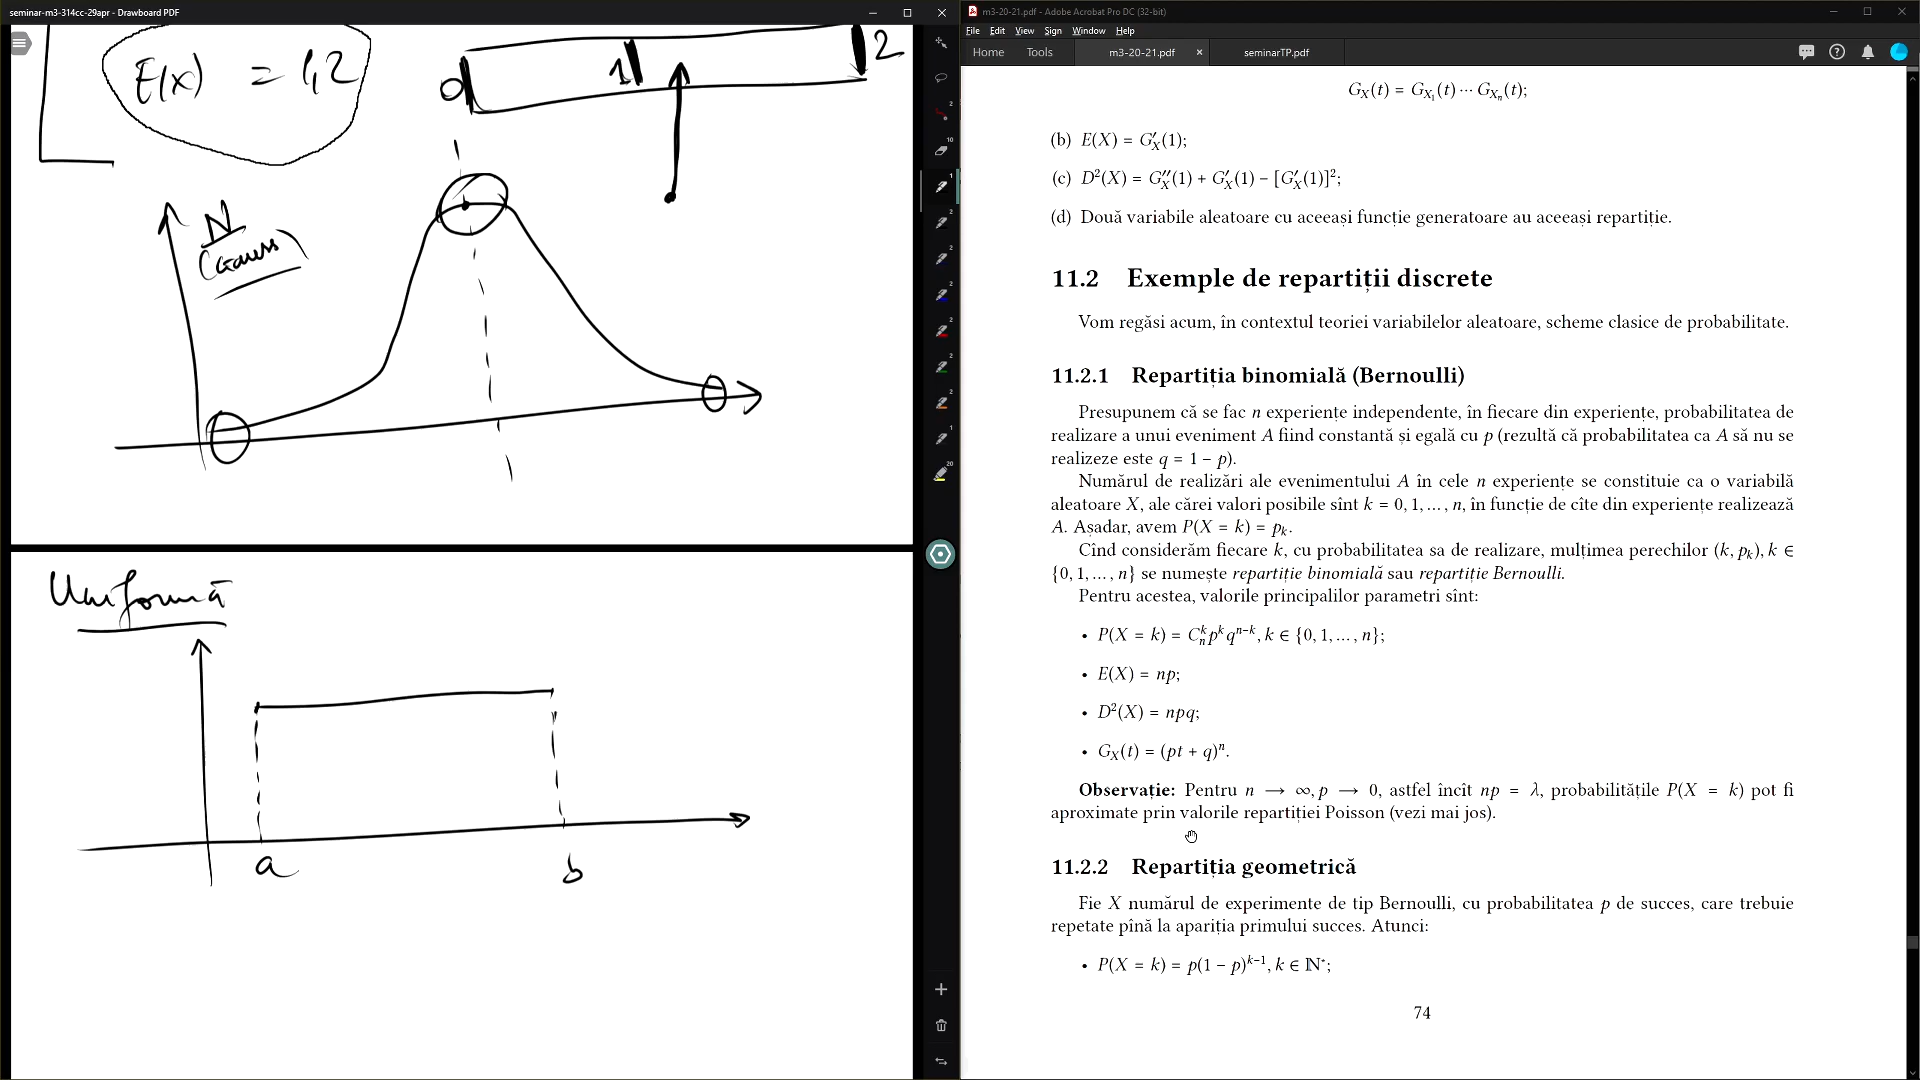 seminar-m3-314cc-29apr - Drawboard PDF
E(x) = 1,2
0 1 2
N
(Gauss)
Uniformă
a b
m3-20-21.pdf - Adobe Acrobat Pro DC (32-bit)
File Edit View Sign Window Help
Home Tools m3-20-21.pdf × seminarTP.pdf
G_X(t) = G_{X_1}(t) ⋯ G_{X_n}(t);
(b) E(X) = G′_X(1);
(c) D²(X) = G″_X(1) + G′_X(1) − [G′_X(1)]²;
(d) Două variabile aleatoare cu aceeași funcție generatoare au aceeași repartiție.
11.2 Exemple de repartiții discrete
Vom regăsi acum, în contextul teoriei variabilelor aleatoare, scheme clasice de probabilitate.
11.2.1 Repartiția binomială (Bernoulli)
Presupunem că se fac n experiențe independente, în fiecare din experiențe, probabilitatea de
realizare a unui eveniment A fiind constantă și egală cu p (rezultă că probabilitatea ca A să nu se
realizeze este q = 1 − p).
Numărul de realizări ale evenimentului A în cele n experiențe se constituie ca o variabilă
aleatoare X, ale cărei valori posibile sînt k = 0, 1, … , n, în funcție de cîte din experiențe realizează
A. Așadar, avem P(X = k) = p_k.
Cînd considerăm fiecare k, cu probabilitatea sa de realizare, mulțimea perechilor (k, p_k), k ∈
{0, 1, … , n} se numește repartiție binomială sau repartiție Bernoulli.
Pentru acestea, valorile principalilor parametri sînt:
• P(X = k) = C_n^k p^k q^{n−k}, k ∈ {0, 1, … , n};
• E(X) = np;
• D²(X) = npq;
• G_X(t) = (pt + q)^n.
Observație: Pentru n → ∞, p → 0, astfel încît np = λ, probabilitățile P(X = k) pot fi
aproximate prin valorile repartiției Poisson (vezi mai jos).
11.2.2 Repartiția geometrică
Fie X numărul de experimente de tip Bernoulli, cu probabilitatea p de succes, care trebuie
repetate pînă la apariția primului succes. Atunci:
• P(X = k) = p(1 − p)^{k−1}, k ∈ ℕ*;
74